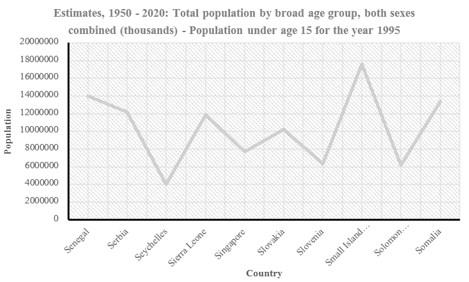 Estimates, 1950 - 2020: Total population by broad age group, both sexes
combined (thousands) - Population under age 15 for the year 1995
20000000
18000000
16000000
14000000
12000000
10000000
8000000
6000000
4000000
2000000
0
Population
Senegal
Serbia
Seychelles
Sierra Leone
Singapore
Slovakia
Slovenia
Small Island…
Solomon…
Somalia
Country